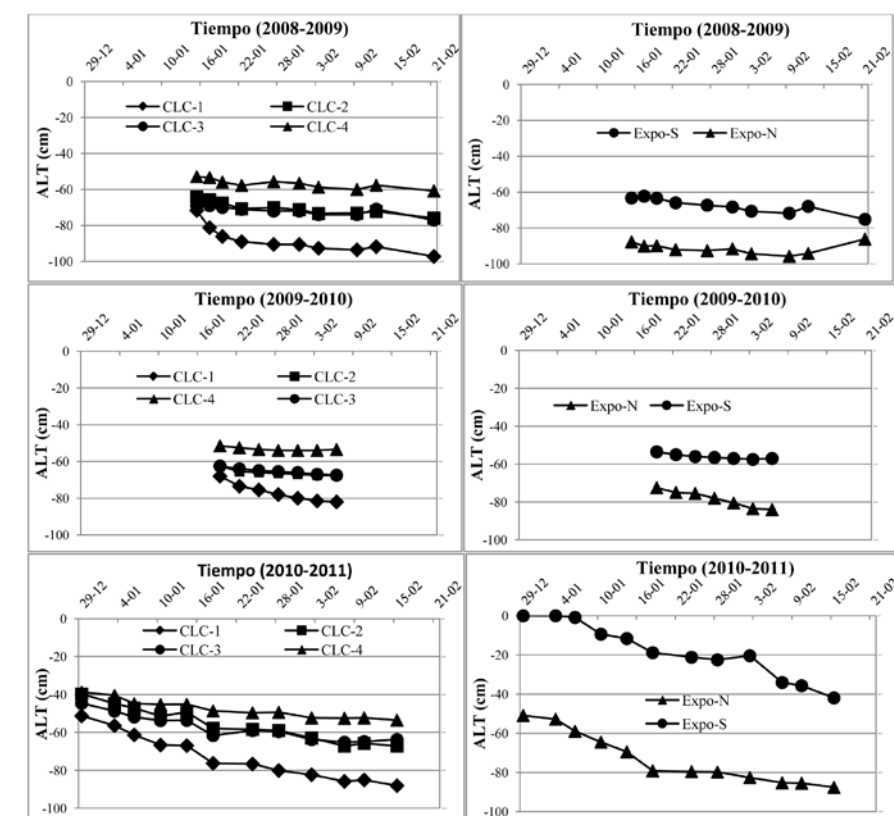 Tiempo (2008-2009)
29-12 4-01 10-01 16-01 22-01 28-01 3-02 9-02 15-02 21-02
0
-20
-40
-60
-80
-100
ALT (cm)
CLC-1 CLC-2
CLC-3 CLC-4
Tiempo (2008-2009)
29-12 4-01 10-01 16-01 22-01 28-01 3-02 9-02 15-02 21-02
0
-20
-40
-60
-80
-100
ALT (cm)
Expo-S Expo-N
Tiempo (2009-2010)
29-12 4-01 10-01 16-01 22-01 28-01 3-02 9-02 15-02 21-02
0
-20
-40
-60
-80
-100
ALT (cm)
CLC-1 CLC-2
CLC-4 CLC-3
Tiempo (2009-2010)
29-12 4-01 10-01 16-01 22-01 28-01 3-02 9-02 15-02 21-02
0
-20
-40
-60
-80
-100
ALT (cm)
Expo-N Expo-S
Tiempo (2010-2011)
29-12 4-01 10-01 16-01 22-01 28-01 3-02 9-02 15-02 21-02
0
-20
-40
-60
-80
-100
ALT (cm)
CLC-1 CLC-2
CLC-3 CLC-4
Tiempo (2010-2011)
29-12 4-01 10-01 16-01 22-01 28-01 3-02 9-02 15-02 21-02
0
-20
-40
-60
-80
-100
ALT (cm)
Expo-N
Expo-S